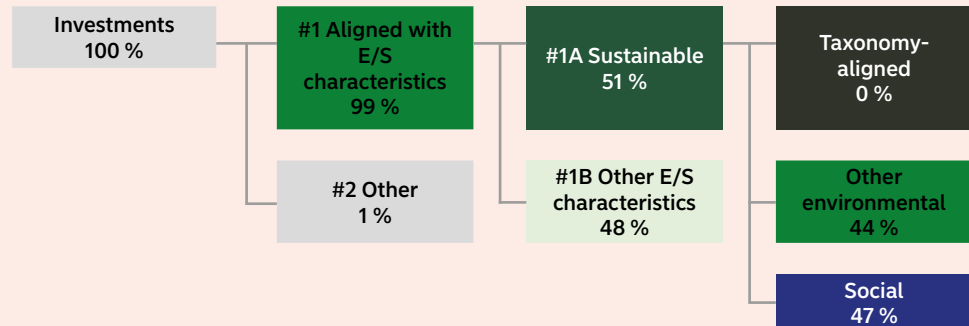 Investments
100 %
#1 Aligned with
E/S
characteristics
99 %
#2 Other
1 %
#1A Sustainable
51 %
#1B Other E/S
characteristics
48 %
Taxonomy-
aligned
0 %
Other
environmental
44 %
Social
47 %